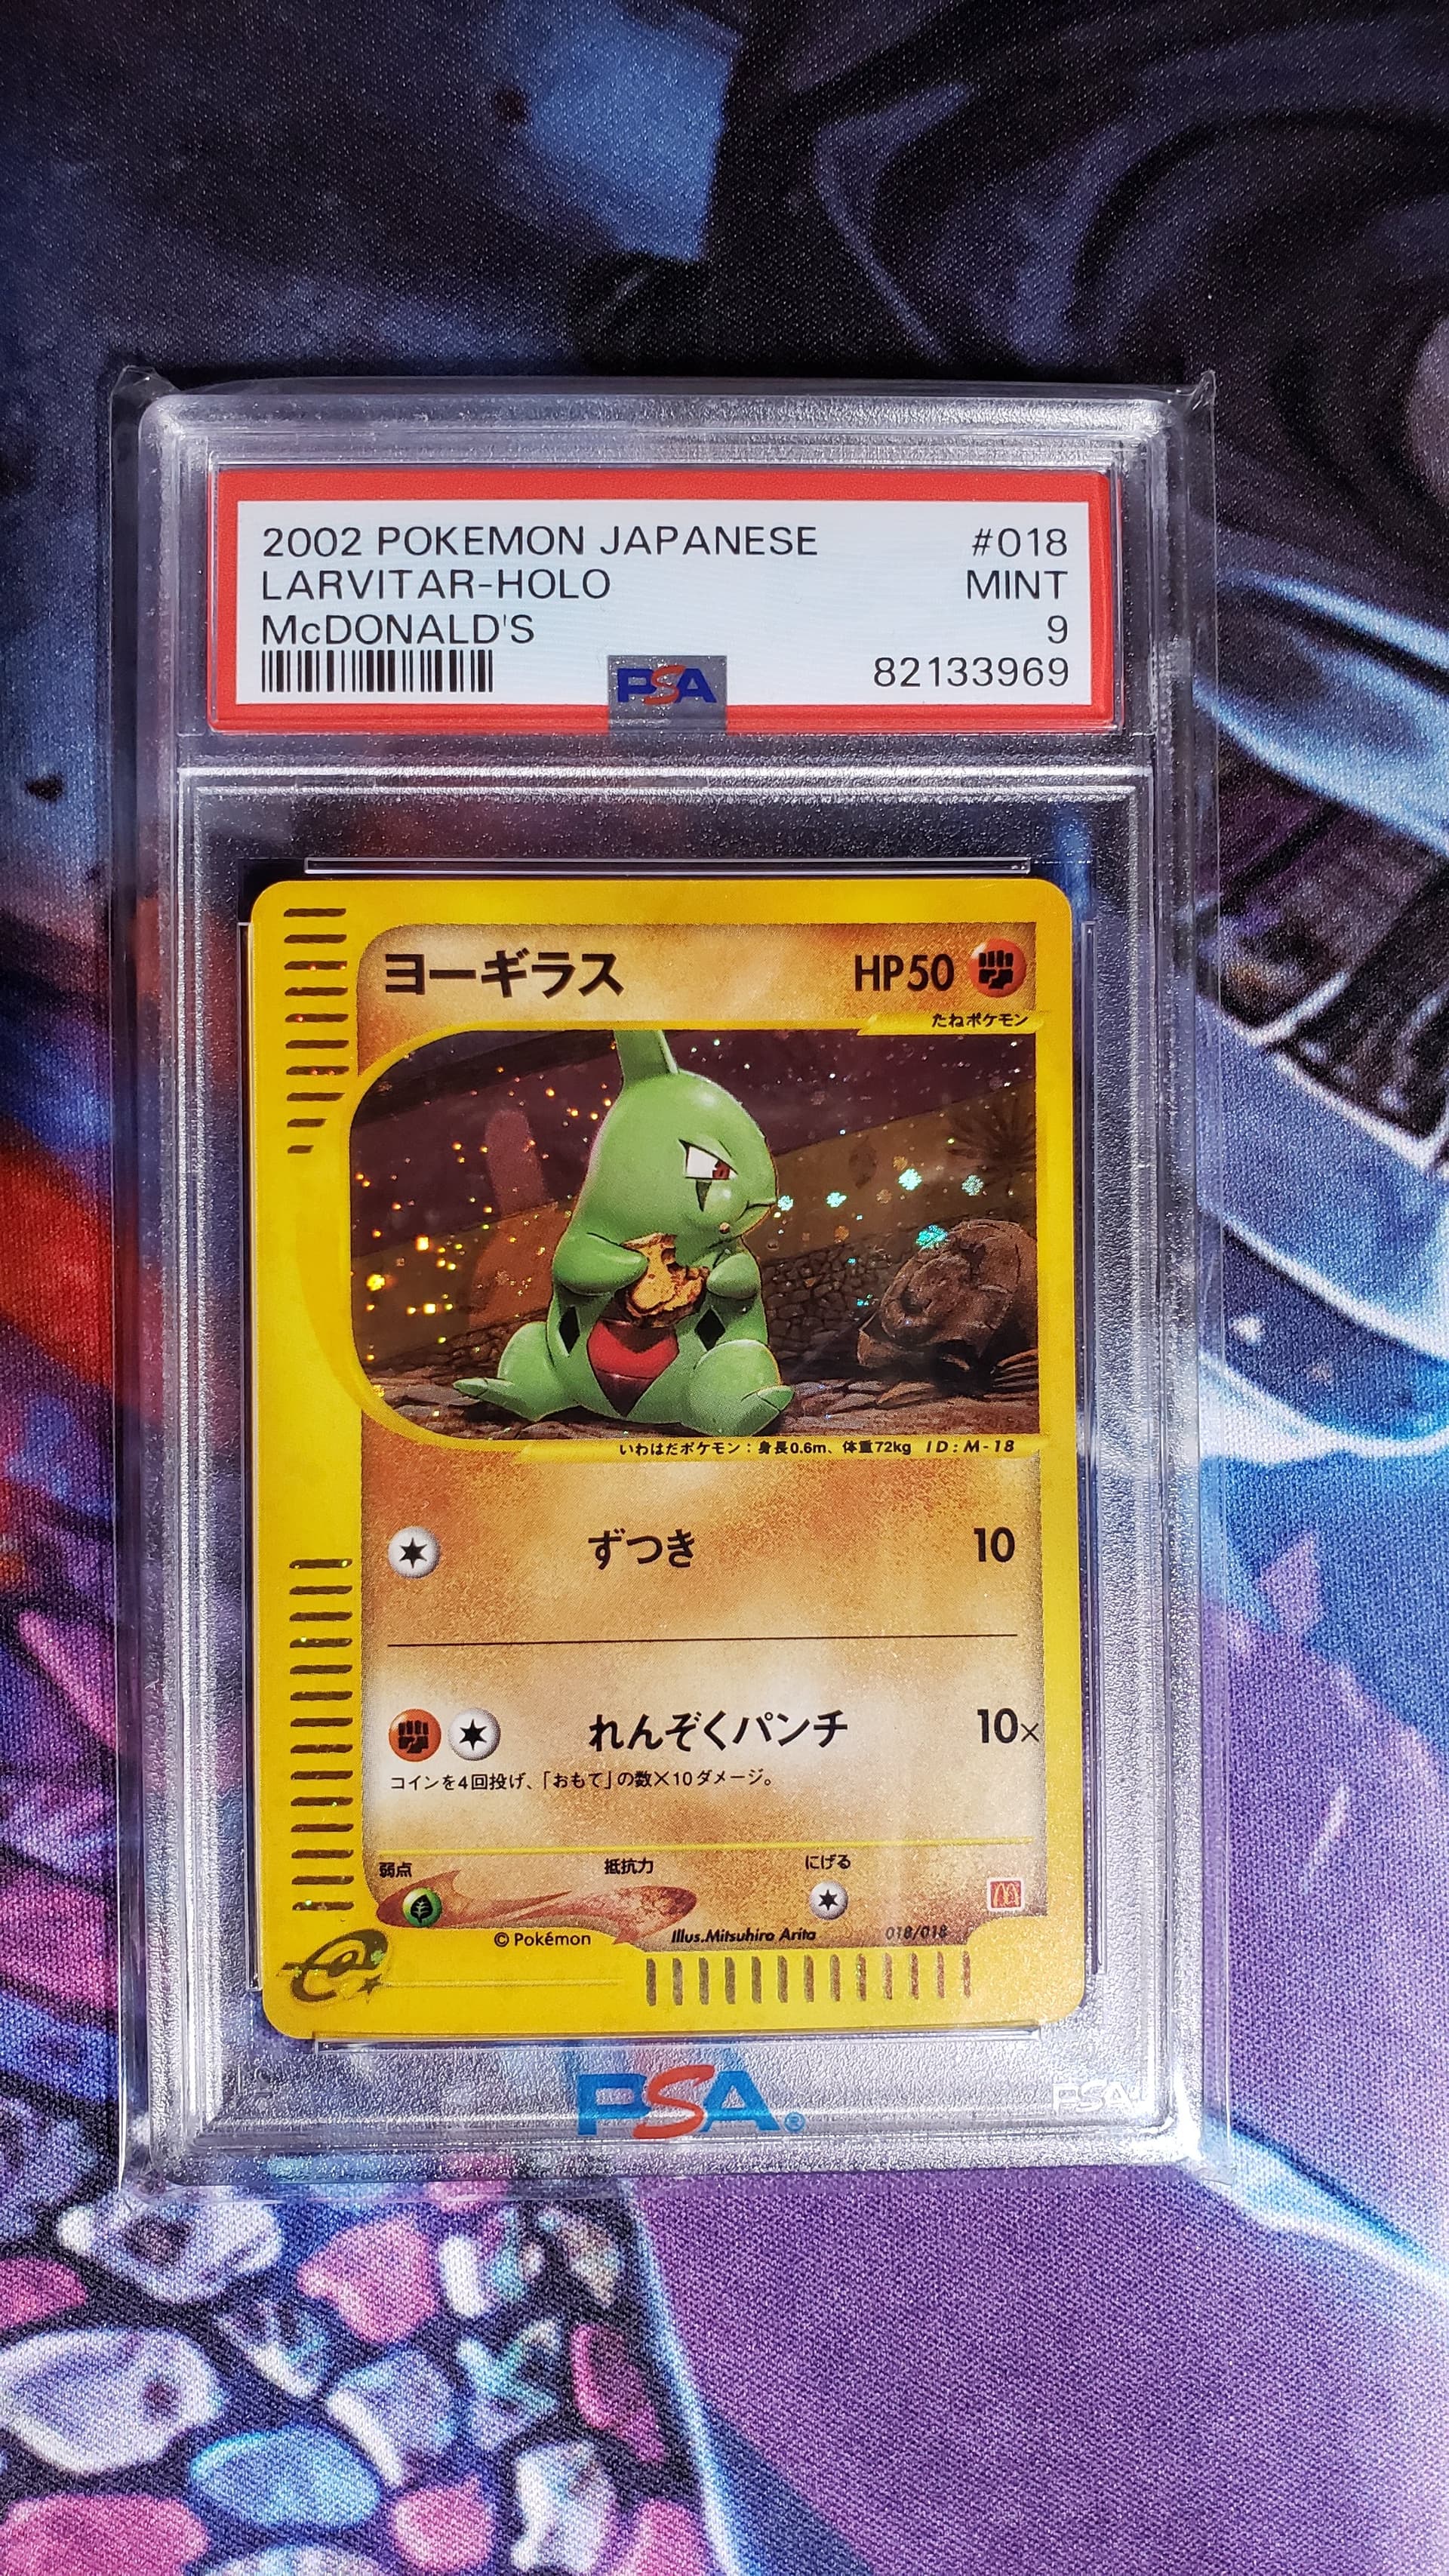 2002 POKEMON JAPANESE #018
LARVITAR-HOLO MINT
McDONALD'S 9
PSA 82133969
ヨーギラス HP50
たねポケモン
いわはだポケモン：身長0.6m、体重72kg ID:M-18
ずつき 10
れんぞくパンチ 10×
コインを4回投げ、「おもて」の数×10ダメージ。
弱点 抵抗力 にげる
©Pokémon Illus.Mitsuhiro Arita 018/018
e
PSA®
PSA